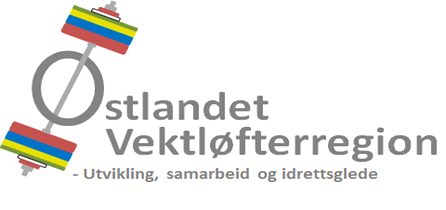 Østlandet
Vektløfterregion
- Utvikling, samarbeid og idrettsglede